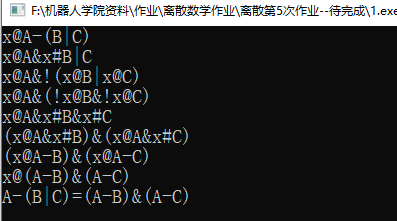 F:\机器人学院资料\作业\离散数学作业\离散第5次作业--待完成\1.exe
x@A-(B|C)
x@A&x#B|C
x@A&!(x@B|x@C)
x@A&(!x@B&!x@C)
x@A&x#B&x#C
(x@A&x#B)&(x@A&x#C)
(x@A-B)&(x@A-C)
x@(A-B)&(A-C)
A-(B|C)=(A-B)&(A-C)